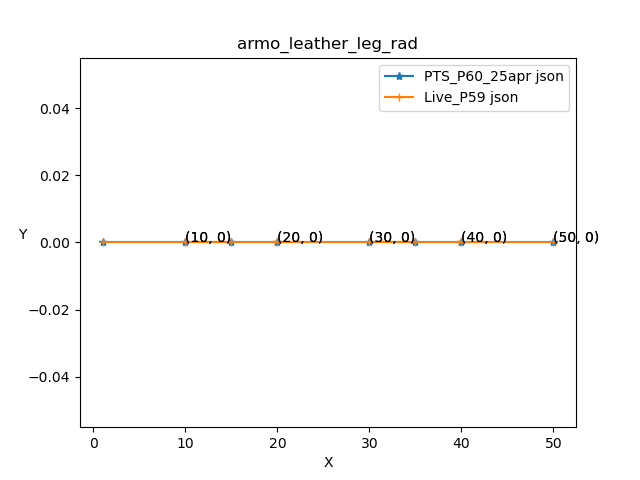 armo_leather_leg_rad
PTS_P60_25apr json
Live_P59 json
0.04
0.02
0.00
−0.02
−0.04
Y
(10, 0) (20, 0) (30, 0) (40, 0) (50, 0)
0 10 20 30 40 50
X